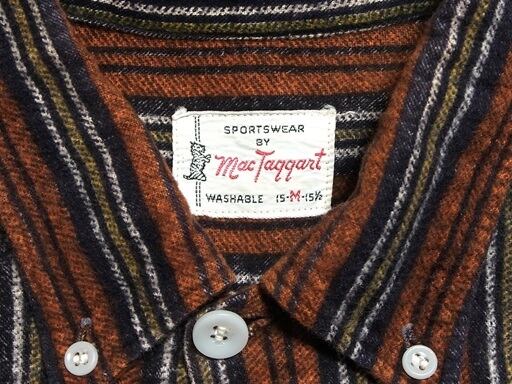 SPORTSWEAR
BY
MacTaggart
WASHABLE 15-M-15½